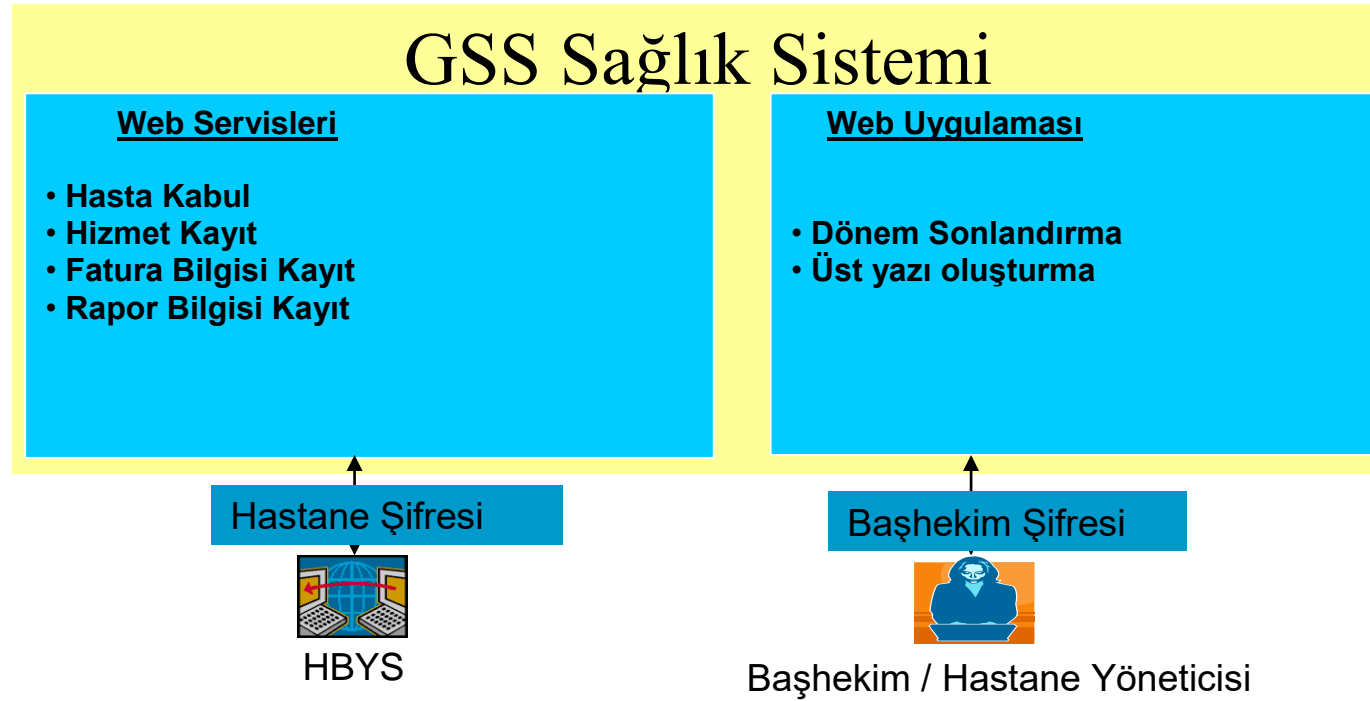 GSS Sağlık Sistemi
Web Servisleri
• Hasta Kabul
• Hizmet Kayıt
• Fatura Bilgisi Kayıt
• Rapor Bilgisi Kayıt
Web Uygulaması
• Dönem Sonlandırma
• Üst yazı oluşturma
Hastane Şifresi
HBYS
Başhekim Şifresi
Başhekim / Hastane Yöneticisi